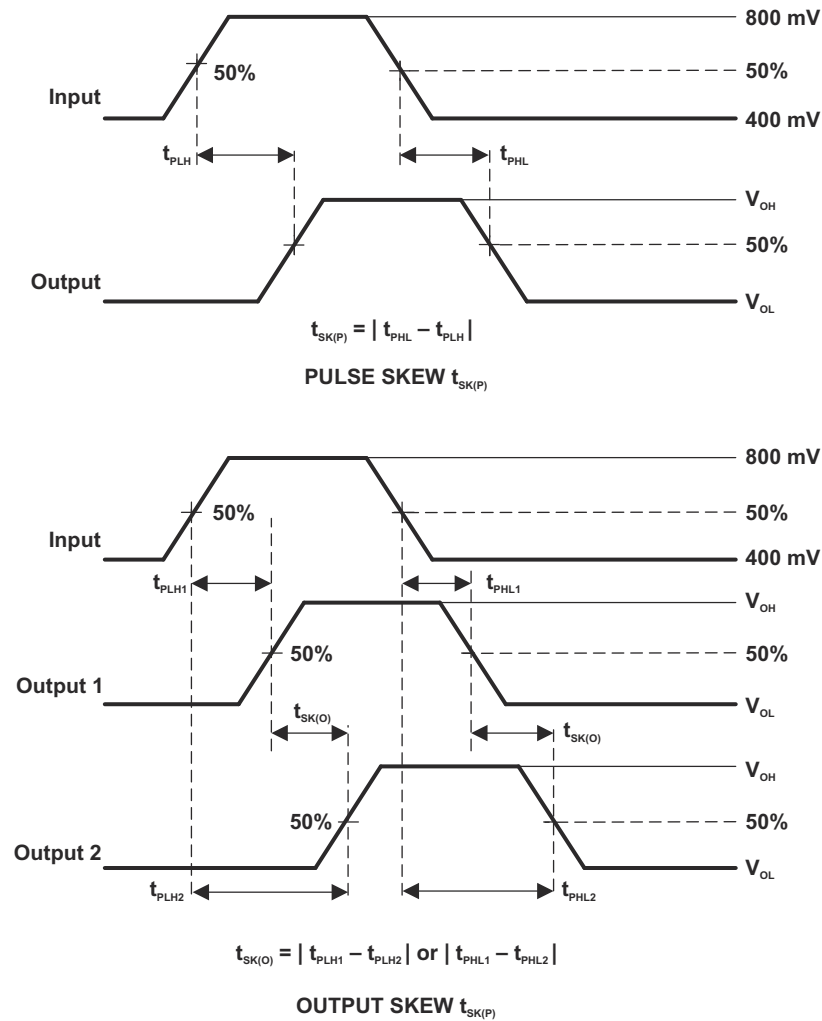 800 mV
50%
50%
Input
400 mV
tPLH
tPHL
VOH
50%
Output
VOL
tSK(P) = | tPHL – tPLH |
PULSE SKEW tSK(P)
800 mV
50%
50%
Input
400 mV
tPLH1
tPHL1
VOH
50%
50%
Output 1
VOL
tSK(O)
tSK(O)
VOH
50%
50%
Output 2
VOL
tPLH2
tPHL2
tSK(O) = | tPLH1 – tPLH2 | or | tPHL1 – tPHL2 |
OUTPUT SKEW tSK(P)